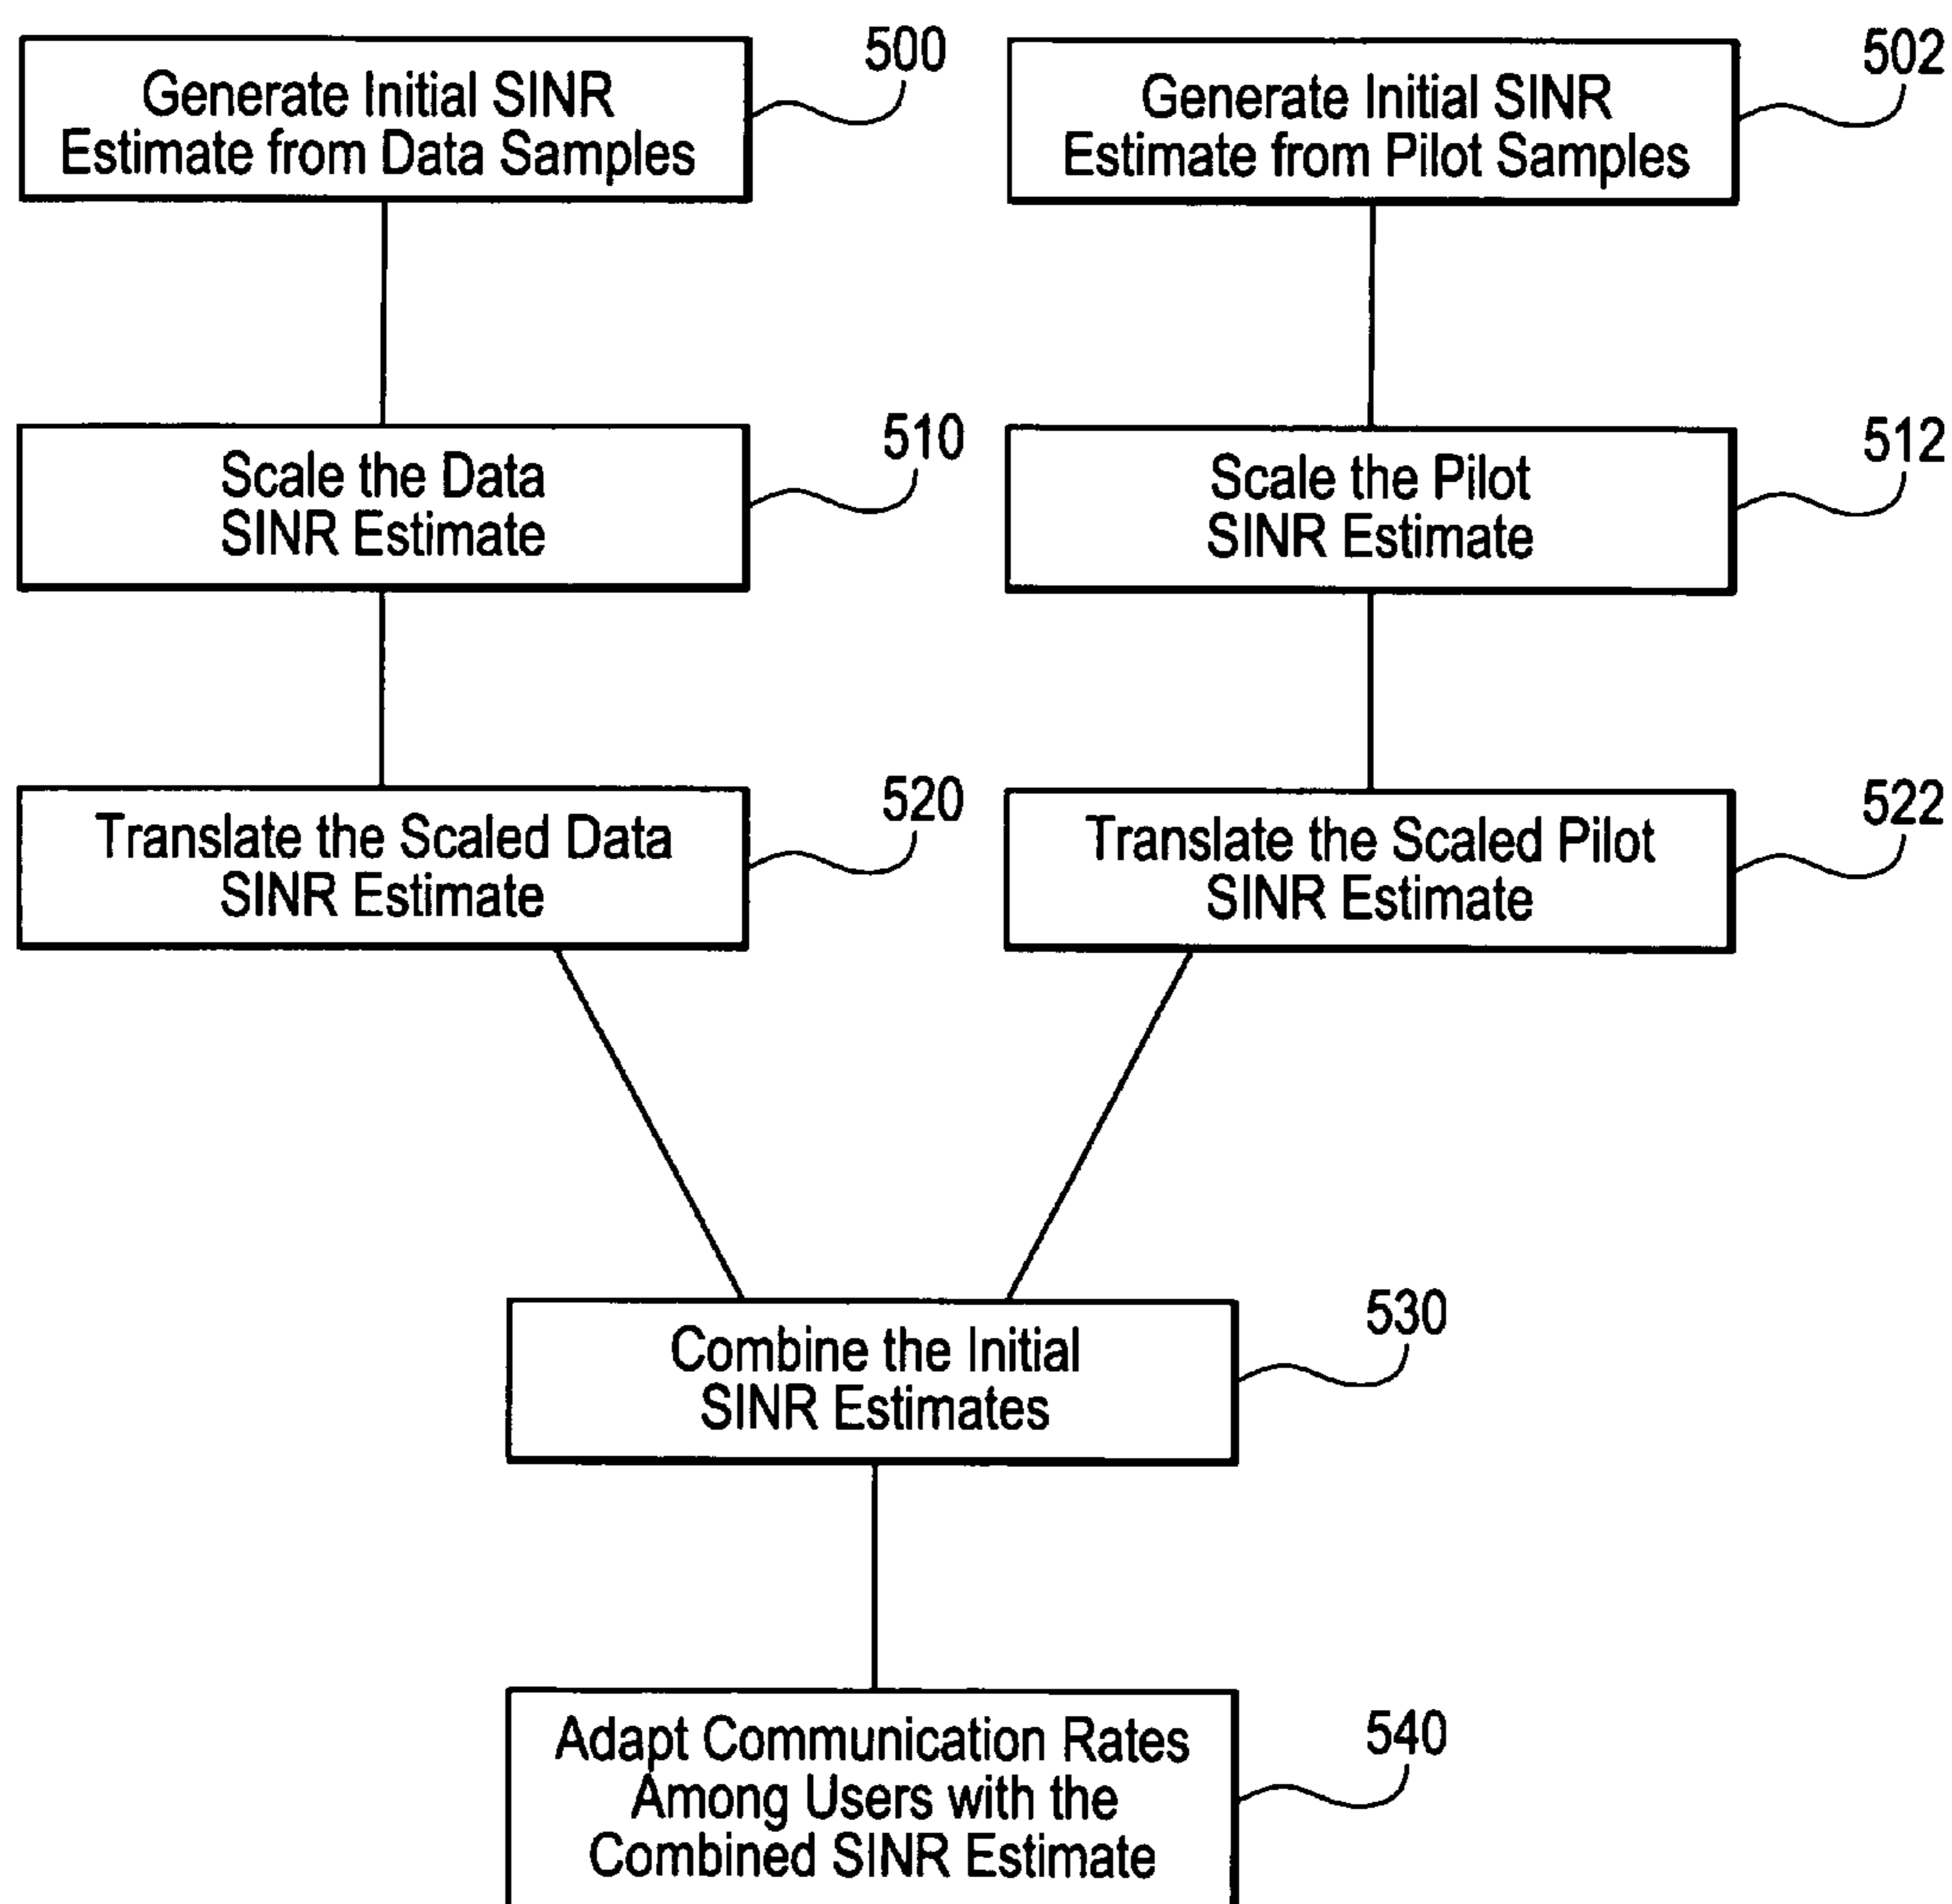 500
Generate Initial SINR
Estimate from Data Samples
502
Generate Initial SINR
Estimate from Pilot Samples
510
Scale the Data
SINR Estimate
512
Scale the Pilot
SINR Estimate
520
Translate the Scaled Data
SINR Estimate
522
Translate the Scaled Pilot
SINR Estimate
530
Combine the Initial
SINR Estimates
540
Adapt Communication Rates
Among Users with the
Combined SINR Estimate